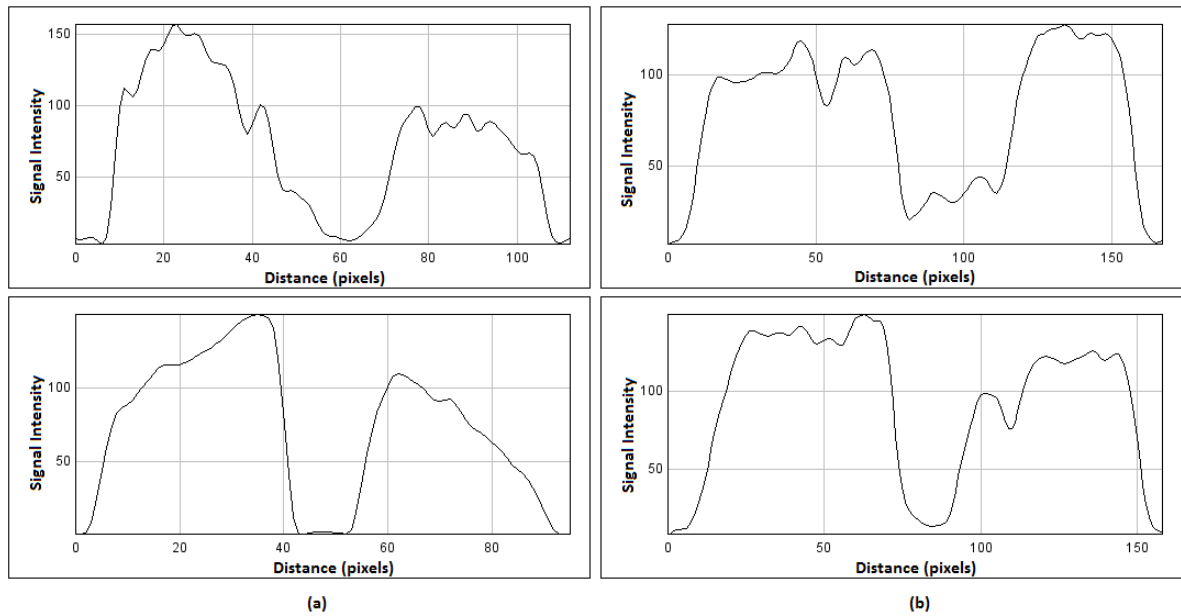 150
100
50
Signal Intensity
0 20 40 60 80 100
Distance (pixels)
100
50
Signal Intensity
0 50 100 150
Distance (pixels)
100
50
Signal Intensity
0 20 40 60 80
Distance (pixels)
100
50
Signal Intensity
0 50 100 150
Distance (pixels)
(a) (b)